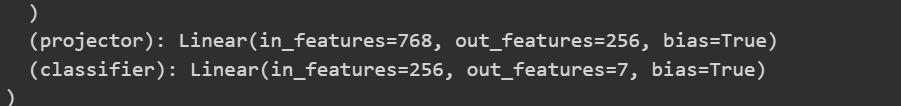 )
(projector): Linear(in_features=768, out_features=256, bias=True)
(classifier): Linear(in_features=256, out_features=7, bias=True)
)